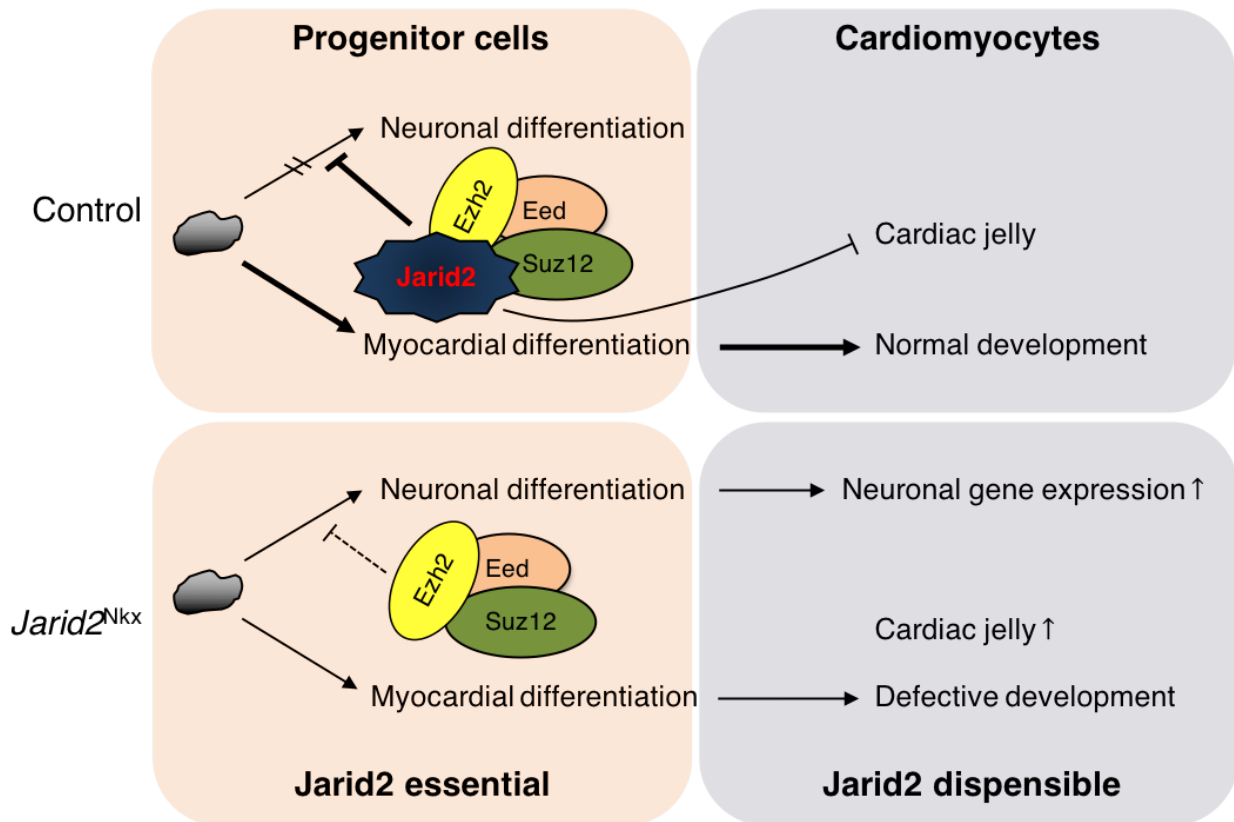 Progenitor cells
Cardiomyocytes
Neuronal differentiation
Control
Ezh2
Eed
Suz12
Jarid2
Cardiac jelly
Myocardial differentiation
Normal development
Neuronal differentiation
Neuronal gene expression↑
Jarid2Nkx
Ezh2
Eed
Suz12
Cardiac jelly↑
Myocardial differentiation
Defective development
Jarid2 essential
Jarid2 dispensible